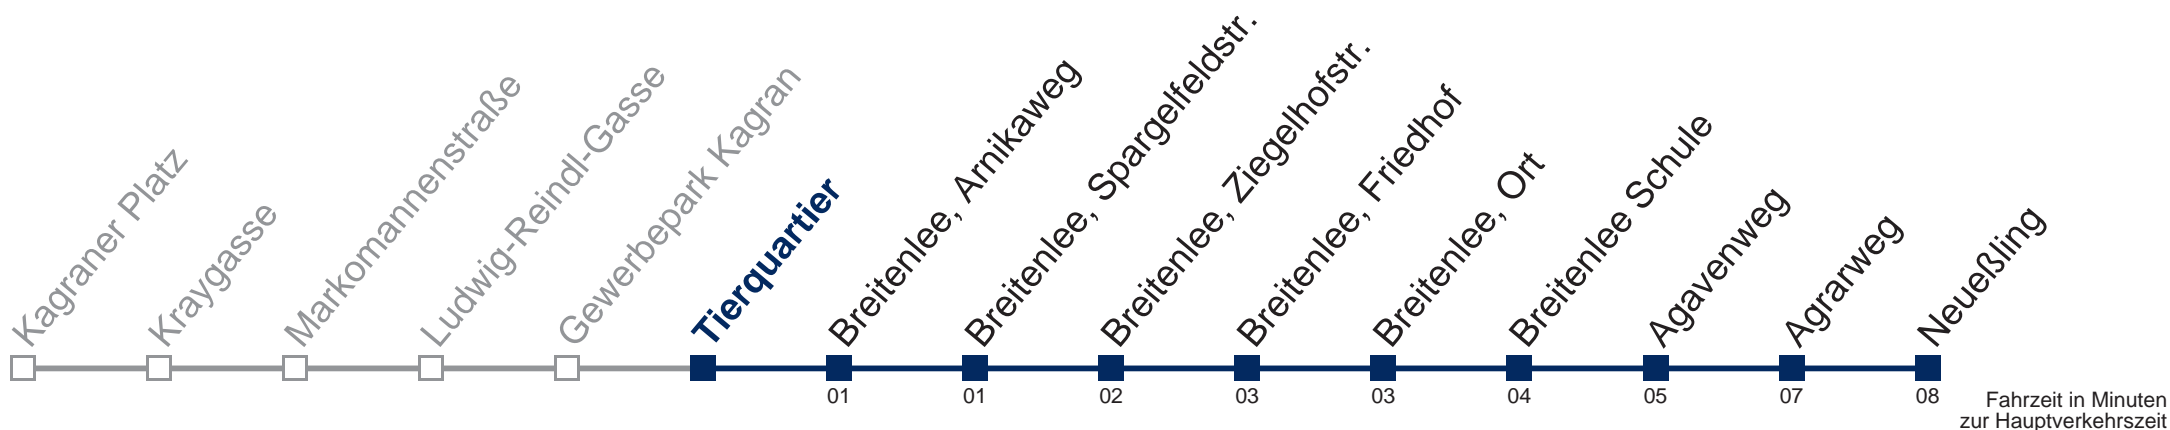 Kagraner Platz
Kraygasse
Markomannenstraße
Ludwig-Reindl-Gasse
Gewerbepark Kagran
Tierquartier
Breitenlee, Arnikaweg
Breitenlee, Spargelfeldstr.
Breitenlee, Ziegelhofstr.
Breitenlee, Friedhof
Breitenlee, Ort
Breitenlee Schule
Agavenweg
Agrarweg
Neueßling
01 01 02 03 03 04 05 07 08
Fahrzeit in Minuten
zur Hauptverkehrszeit